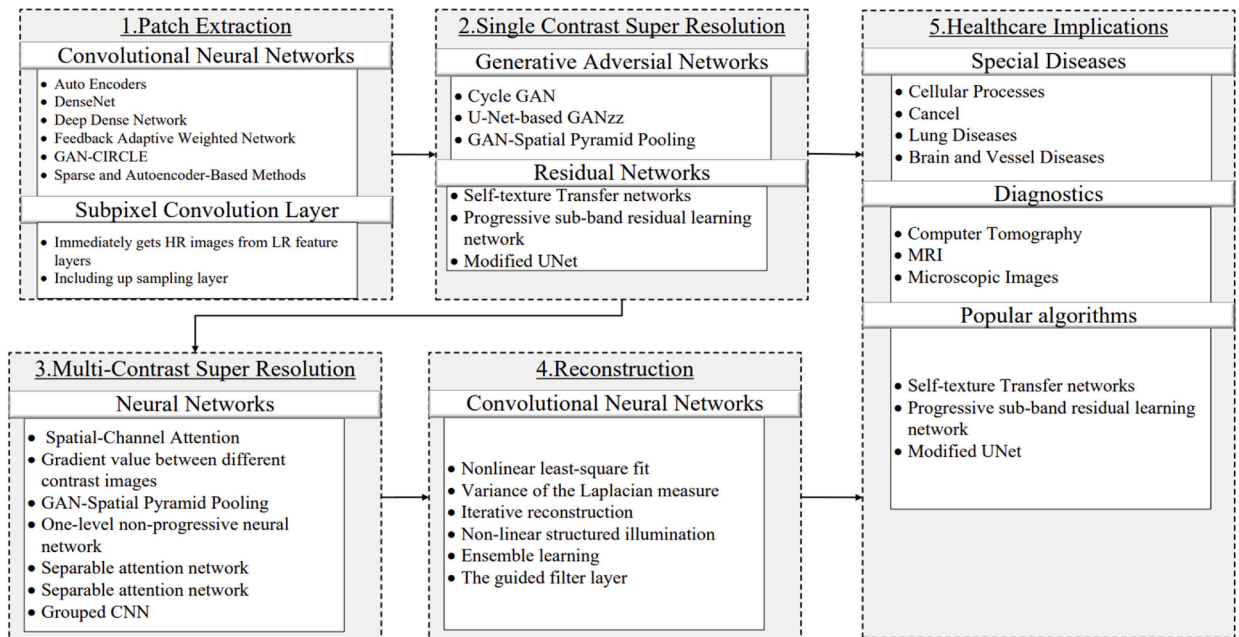 1.Patch Extraction
Convolutional Neural Networks
• Auto Encoders
• DenseNet
• Deep Dense Network
• Feedback Adaptive Weighted Network
• GAN-CIRCLE
• Sparse and Autoencoder-Based Methods
Subpixel Convolution Layer
• Immediately gets HR images from LR feature
layers
• Including up sampling layer
2.Single Contrast Super Resolution
Generative Adversial Networks
• Cycle GAN
• U-Net-based GANzz
• GAN-Spatial Pyramid Pooling
Residual Networks
• Self-texture Transfer networks
• Progressive sub-band residual learning
network
• Modified UNet
3.Multi-Contrast Super Resolution
Neural Networks
• Spatial-Channel Attention
• Gradient value between different
contrast images
• GAN-Spatial Pyramid Pooling
• One-level non-progressive neural
network
• Separable attention network
• Separable attention network
• Grouped CNN
4.Reconstruction
Convolutional Neural Networks
• Nonlinear least-square fit
• Variance of the Laplacian measure
• Iterative reconstruction
• Non-linear structured illumination
• Ensemble learning
• The guided filter layer
5.Healthcare Implications
Special Diseases
• Cellular Processes
• Cancel
• Lung Diseases
• Brain and Vessel Diseases
Diagnostics
• Computer Tomography
• MRI
• Microscopic Images
Popular algorithms
• Self-texture Transfer networks
• Progressive sub-band residual learning
network
• Modified UNet